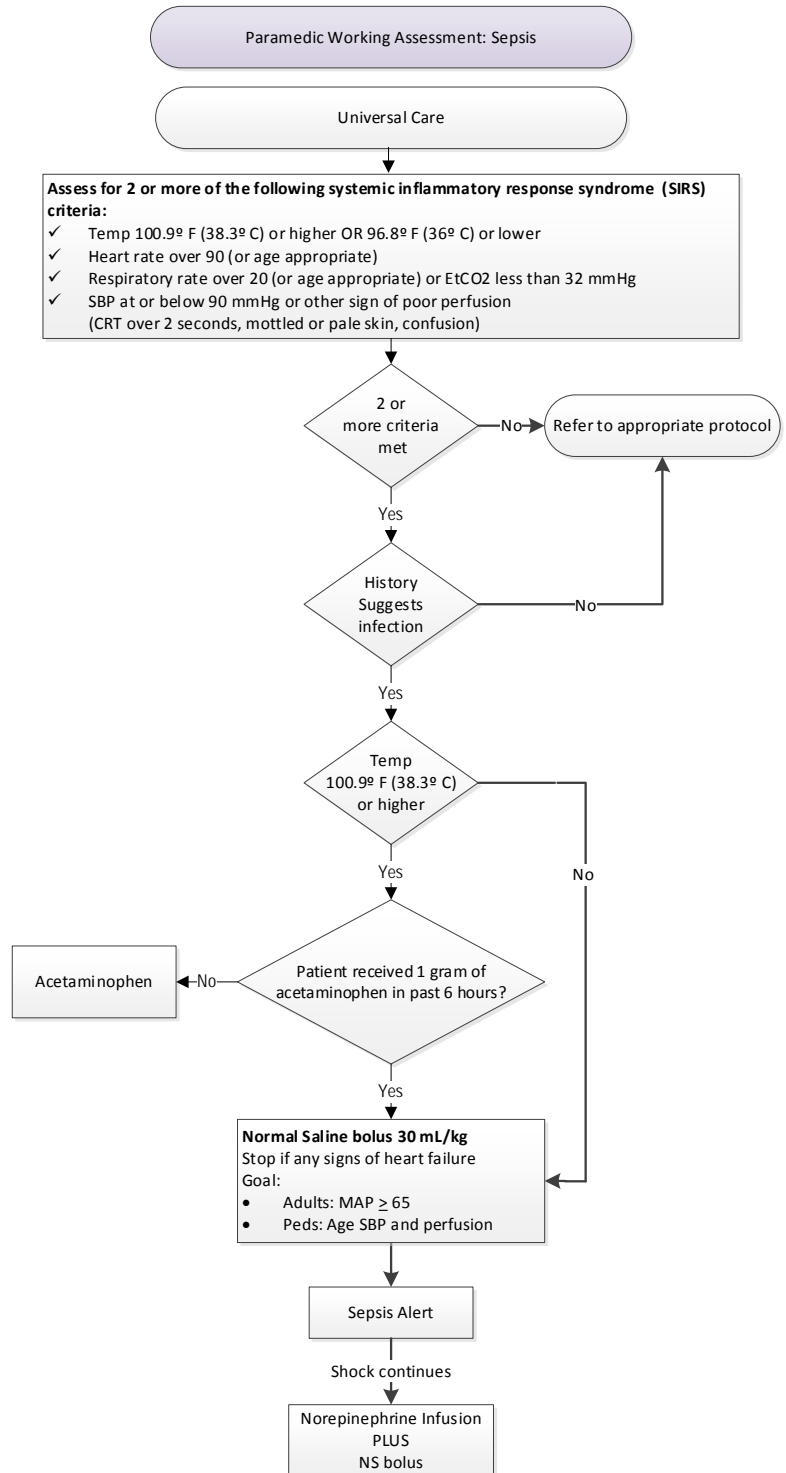 Paramedic Working Assessment: Sepsis
Universal Care
Assess for 2 or more of the following systemic inflammatory response syndrome (SIRS)
criteria:
✓ Temp 100.9º F (38.3º C) or higher OR 96.8º F (36º C) or lower
✓ Heart rate over 90 (or age appropriate)
✓ Respiratory rate over 20 (or age appropriate) or EtCO2 less than 32 mmHg
✓ SBP at or below 90 mmHg or other sign of poor perfusion
(CRT over 2 seconds, mottled or pale skin, confusion)
2 or
more criteria
met
No
Refer to appropriate protocol
Yes
History
Suggests
infection
No
Yes
Temp
100.9º F (38.3º C)
or higher
No
Yes
Patient received 1 gram of
acetaminophen in past 6 hours?
No
Acetaminophen
Yes
Normal Saline bolus 30 mL/kg
Stop if any signs of heart failure
Goal:
• Adults: MAP ≥ 65
• Peds: Age SBP and perfusion
Sepsis Alert
Shock continues
Norepinephrine Infusion
PLUS
NS bolus